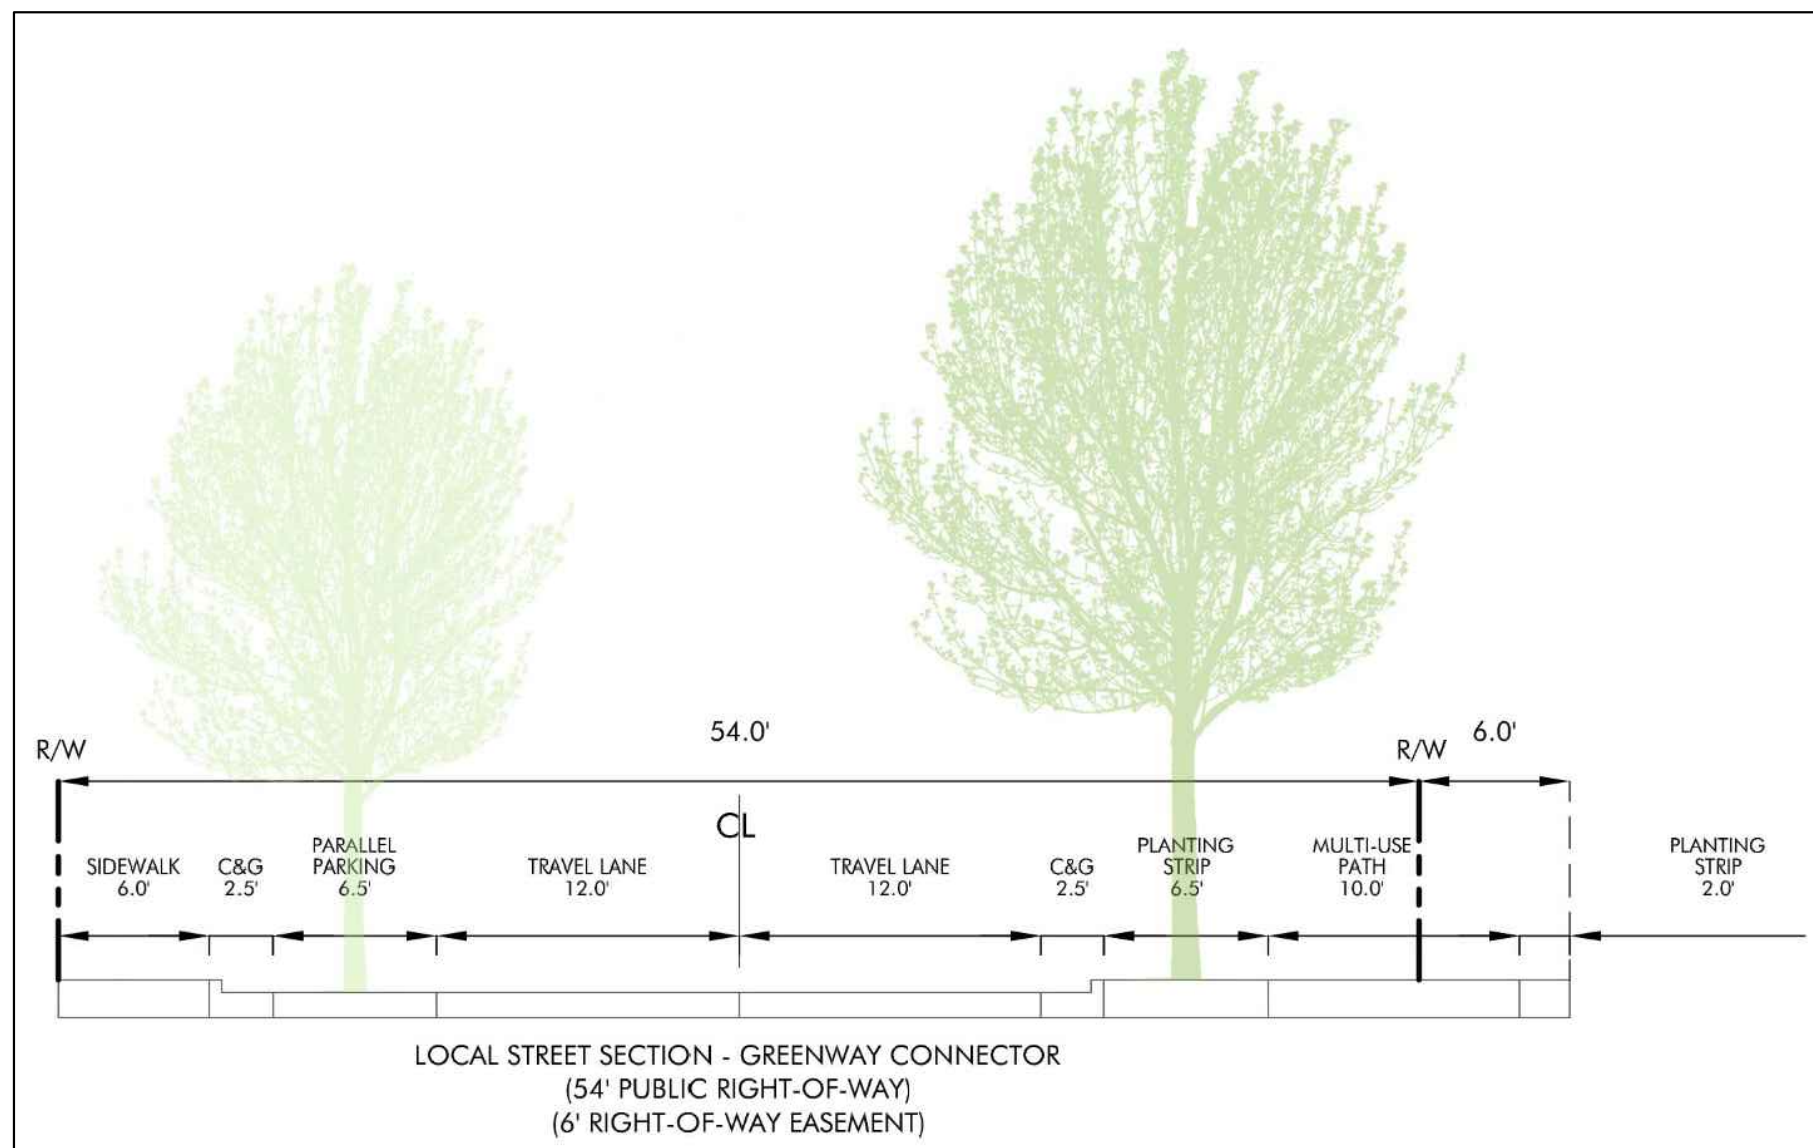 54.0'
R/W
R/W
6.0'
CL
SIDEWALK
6.0'
C&G
2.5'
PARALLEL
PARKING
6.5'
TRAVEL LANE
12.0'
TRAVEL LANE
12.0'
C&G
2.5'
PLANTING
STRIP
6.5'
MULTI-USE
PATH
10.0'
PLANTING
STRIP
2.0'
LOCAL STREET SECTION - GREENWAY CONNECTOR
(54' PUBLIC RIGHT-OF-WAY)
(6' RIGHT-OF-WAY EASEMENT)